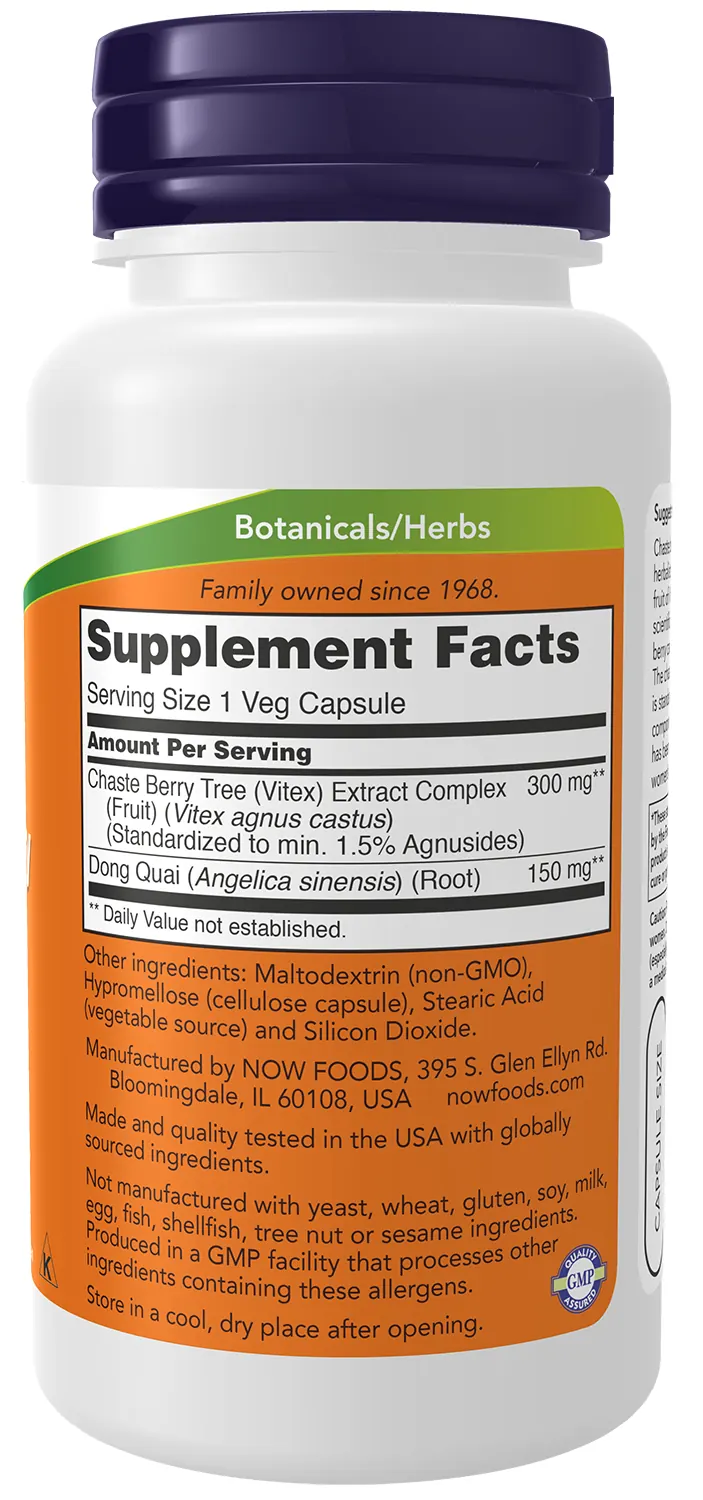 Botanicals/Herbs
Family owned since 1968.
Supplement Facts
Serving Size 1 Veg Capsule
Amount Per Serving
Chaste Berry Tree (Vitex) Extract Complex 300 mg**
(Fruit) (Vitex agnus castus)
(Standardized to min. 1.5% Agnusides)
Dong Quai (Angelica sinensis) (Root) 150 mg**
** Daily Value not established.
Other ingredients: Maltodextrin (non-GMO),
Hypromellose (cellulose capsule), Stearic Acid
(vegetable source) and Silicon Dioxide.
Manufactured by NOW FOODS, 395 S. Glen Ellyn Rd.
Bloomingdale, IL 60108, USA nowfoods.com
Made and quality tested in the USA with globally
sourced ingredients.
Not manufactured with yeast, wheat, gluten, soy, milk,
egg, fish, shellfish, tree nut or sesame ingredients.
Produced in a GMP facility that processes other
ingredients containing these allergens.
Store in a cool, dry place after opening.
QUALITY
GMP
ASSURED
K
CAPSULE SIZE